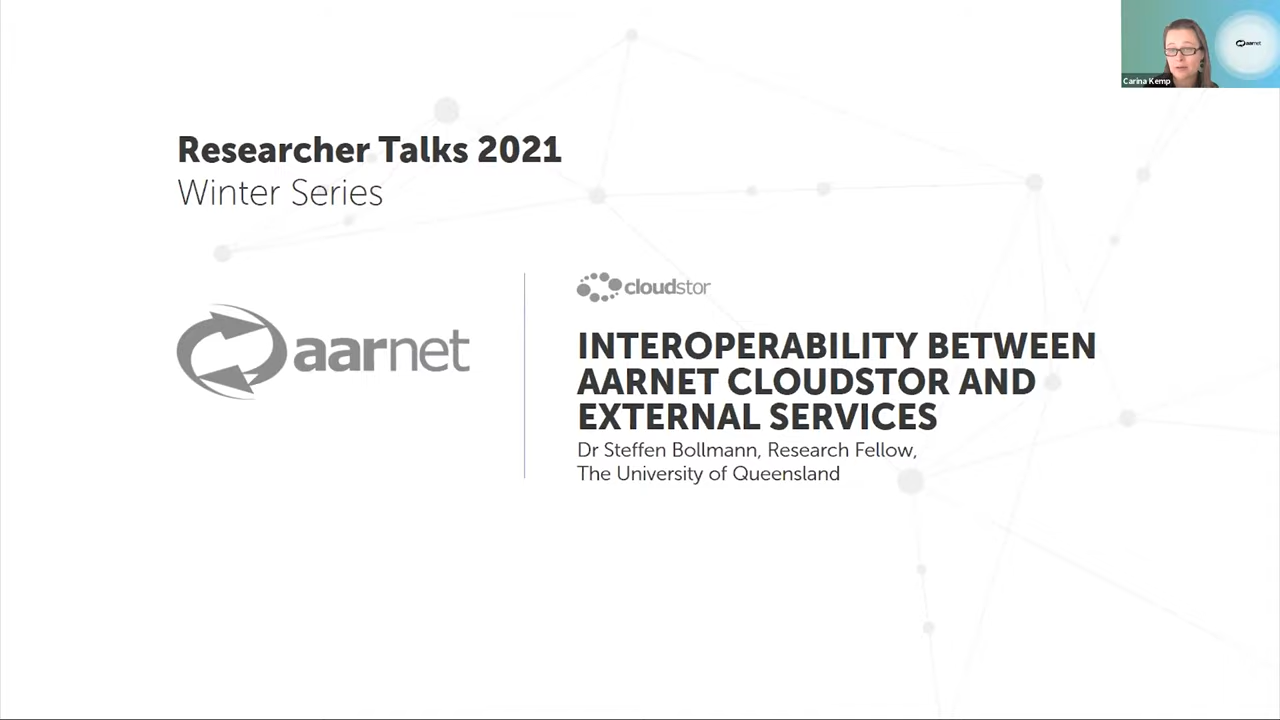 Researcher Talks 2021
Winter Series
aarnet
cloudstor
INTEROPERABILITY BETWEEN
AARNET CLOUDSTOR AND
EXTERNAL SERVICES
Dr Steffen Bollmann, Research Fellow,
The University of Queensland
Carina Kemp
aarnet